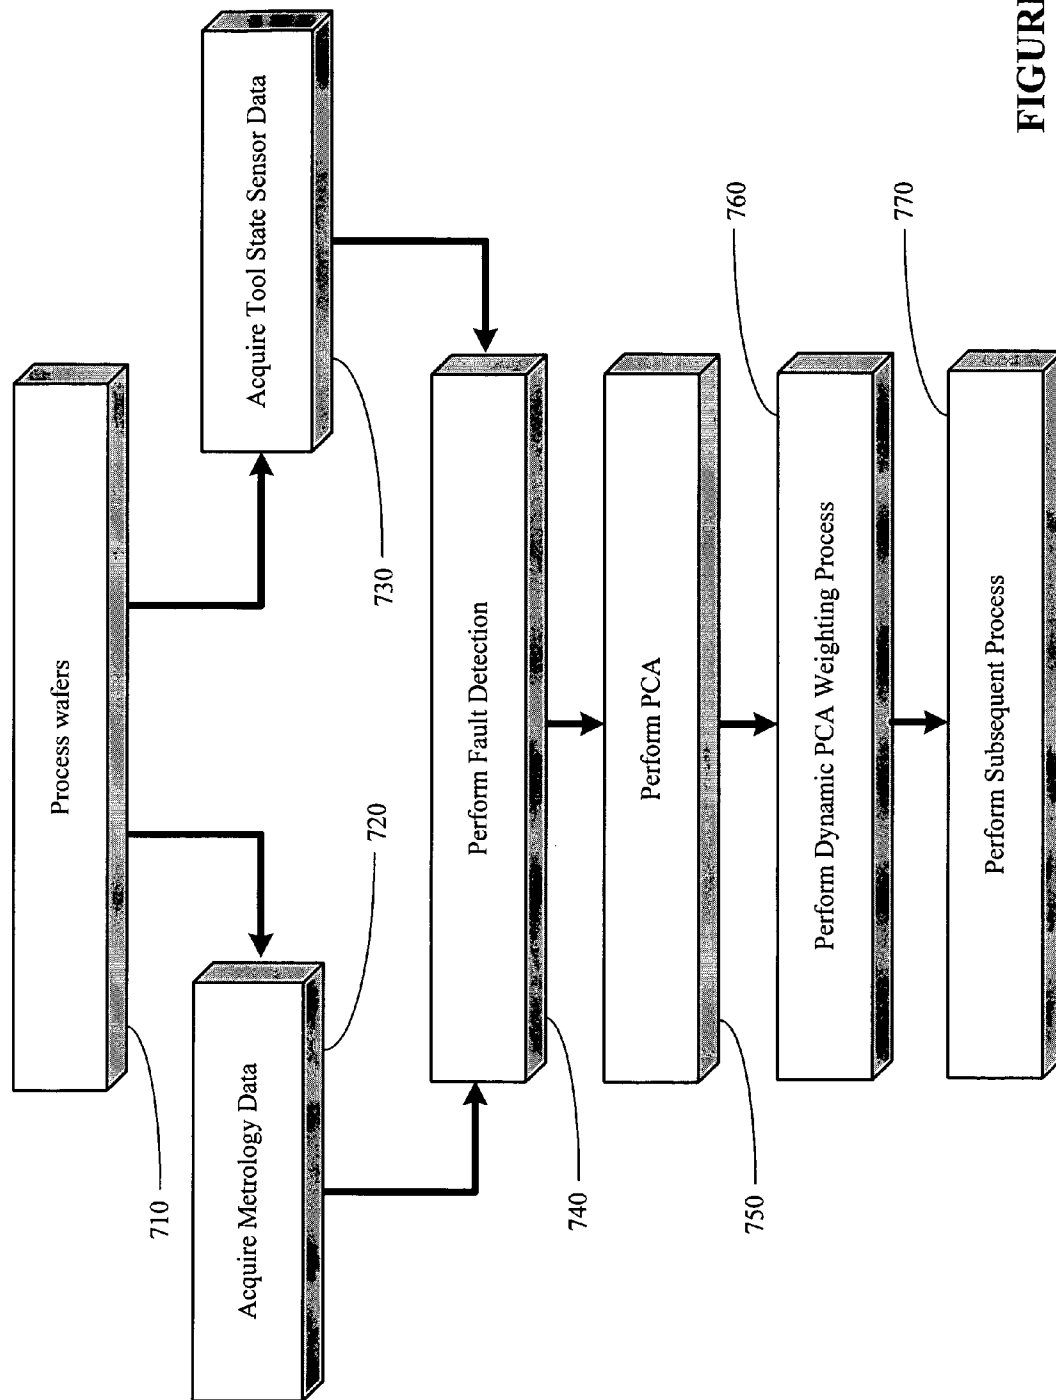 Process wafers
710
Acquire Metrology Data
720
Acquire Tool State Sensor Data
730
Perform Fault Detection
740
Perform PCA
750
Perform Dynamic PCA Weighting Process
760
Perform Subsequent Process
770